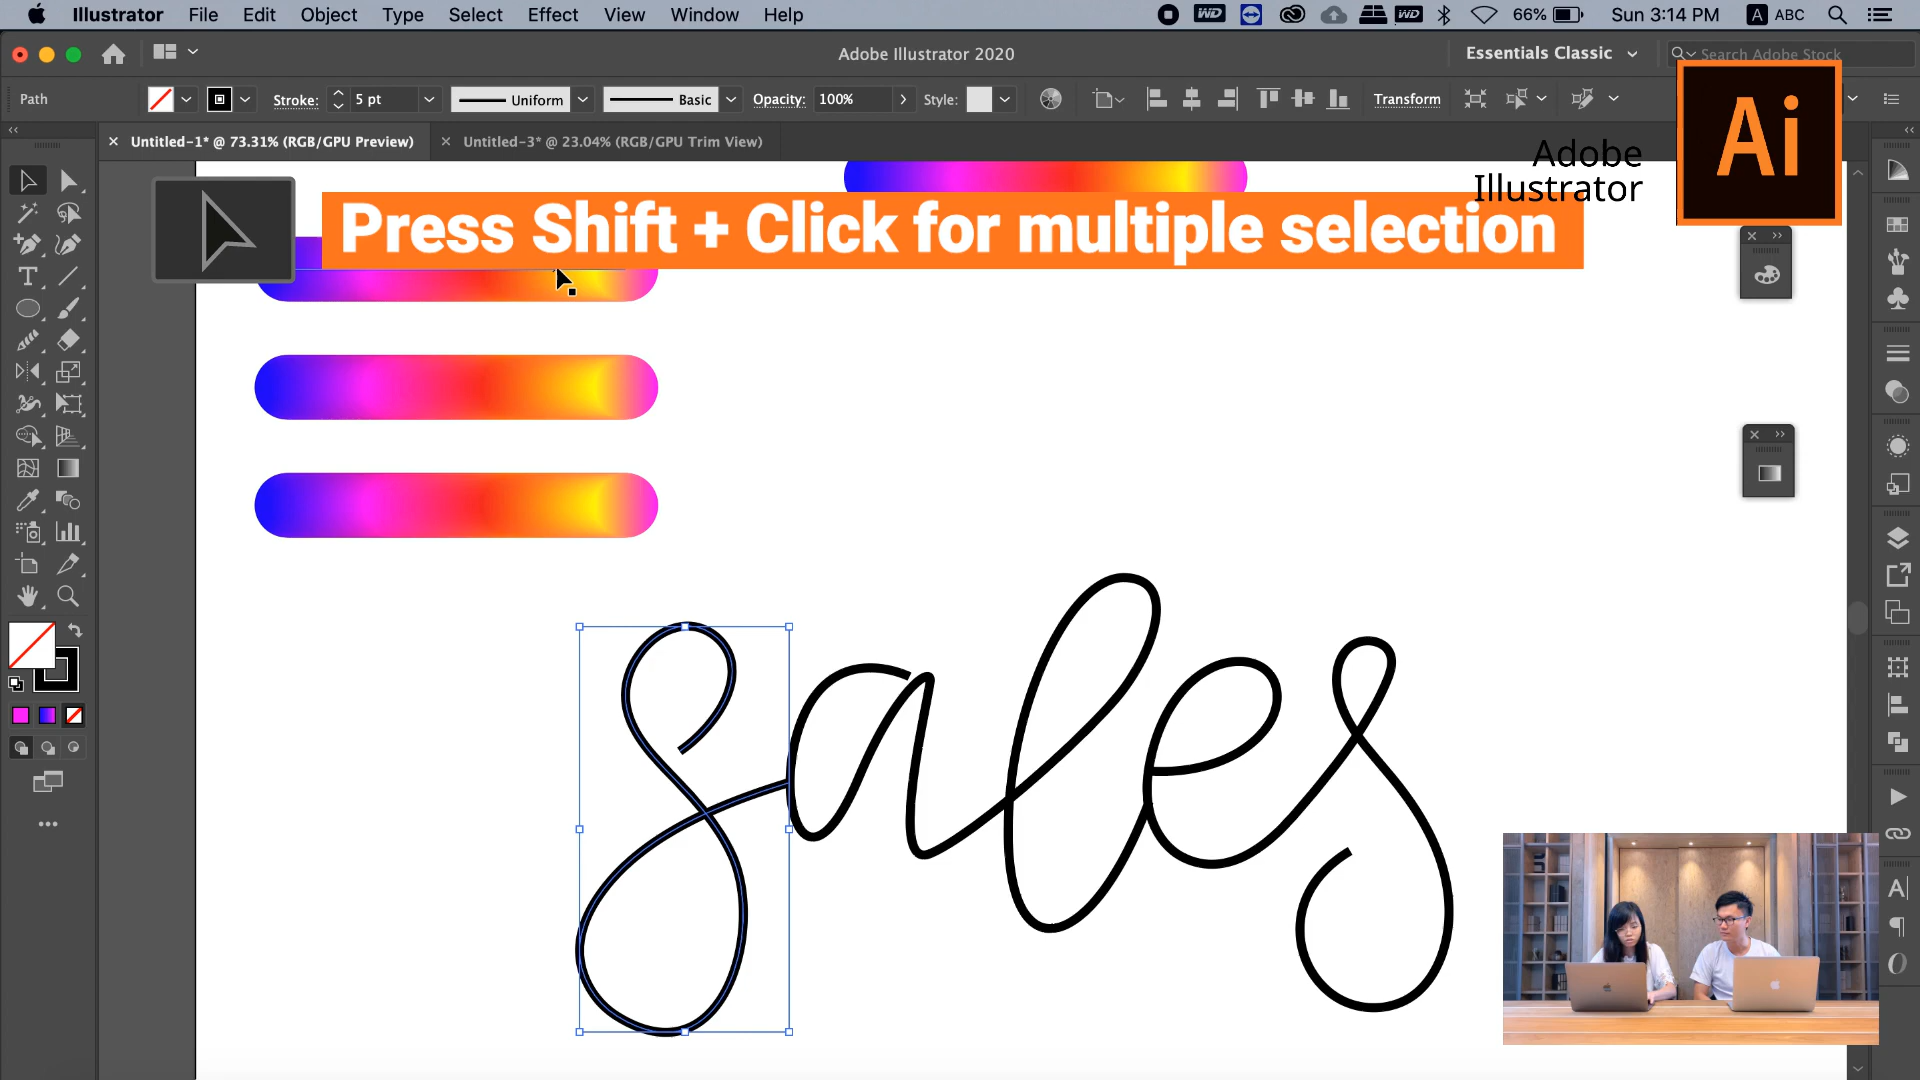 Illustrator File Edit Object Type Select Effect View Window Help WD WD 66% Sun 3:14 PM A ABC
Adobe Illustrator 2020 Essentials Classic Search Adobe Stock
Path Stroke: 5 pt Uniform Basic Opacity: 100% Style: Transform
Untitled-1* @ 73.31% (RGB/GPU Preview) Untitled-3* @ 23.04% (RGB/GPU Trim View)
Adobe
Illustrator
Ai
Press Shift + Click for multiple selection
sales